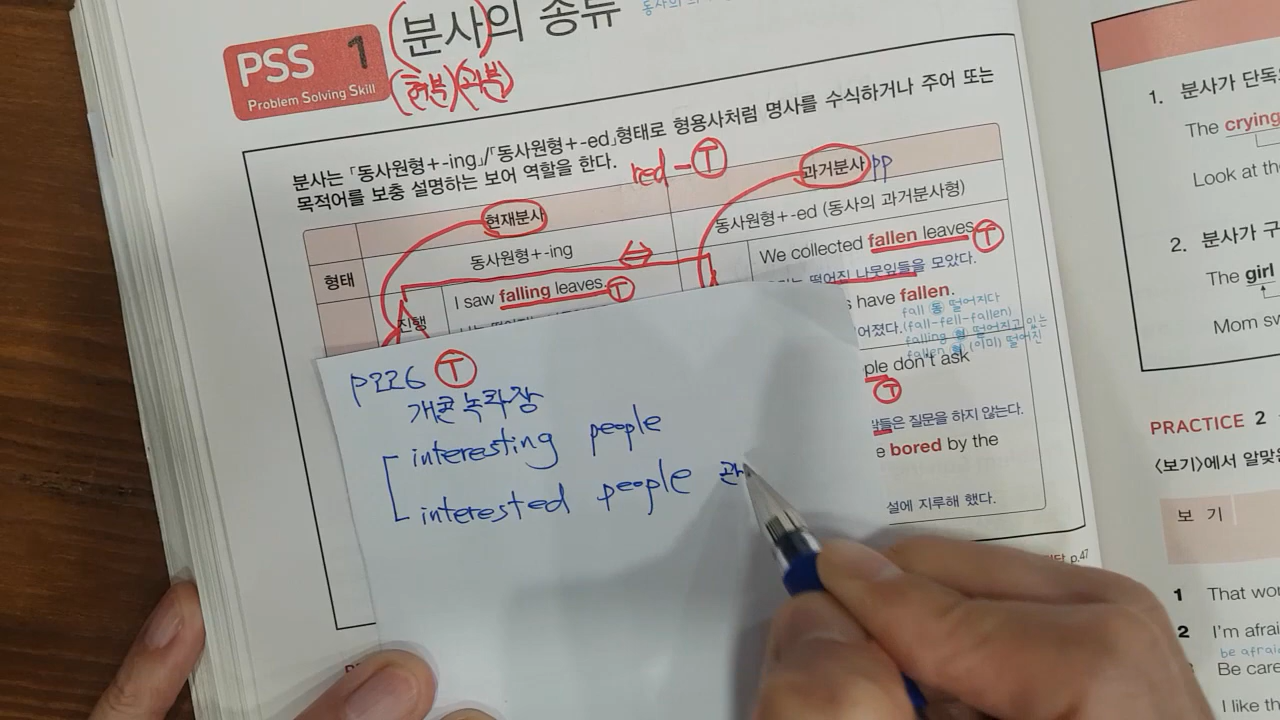 분사의 종류
동사의
PSS 1
Problem Solving Skill
(현분)(과분)
분사는 「동사원형+-ing」/「동사원형+-ed」형태로 형용사처럼 명사를 수식하거나 주어 또는
목적어를 보충 설명하는 보어 역할을 한다.
red - T
현재분사
과거분사 pp
형태
동사원형+-ing
동사원형+-ed (동사의 과거분사형)
진행
I saw falling leaves. T
We collected fallen leaves. T
떨어진 나뭇잎들을 모았다.
have fallen.
어졌다.
fall 동 떨어지다
(fall-fell-fallen)
falling 형 떨어지고 있는
fallen 형 (이미) 떨어진
ple don't ask
T
들은 질문을 하지 않는다.
e bored by the
설에 지루해 했다.
p.47
p226 T
개콘녹화장
interesting people
interested people 관
1. 분사가 단독
The crying
Look at the
2. 분사가 구
The girl
Mom sw
PRACTICE 2
<보기>에서 알맞은
보 기
1 That wo
2 I'm afrai
be afrai
Be care
I like th